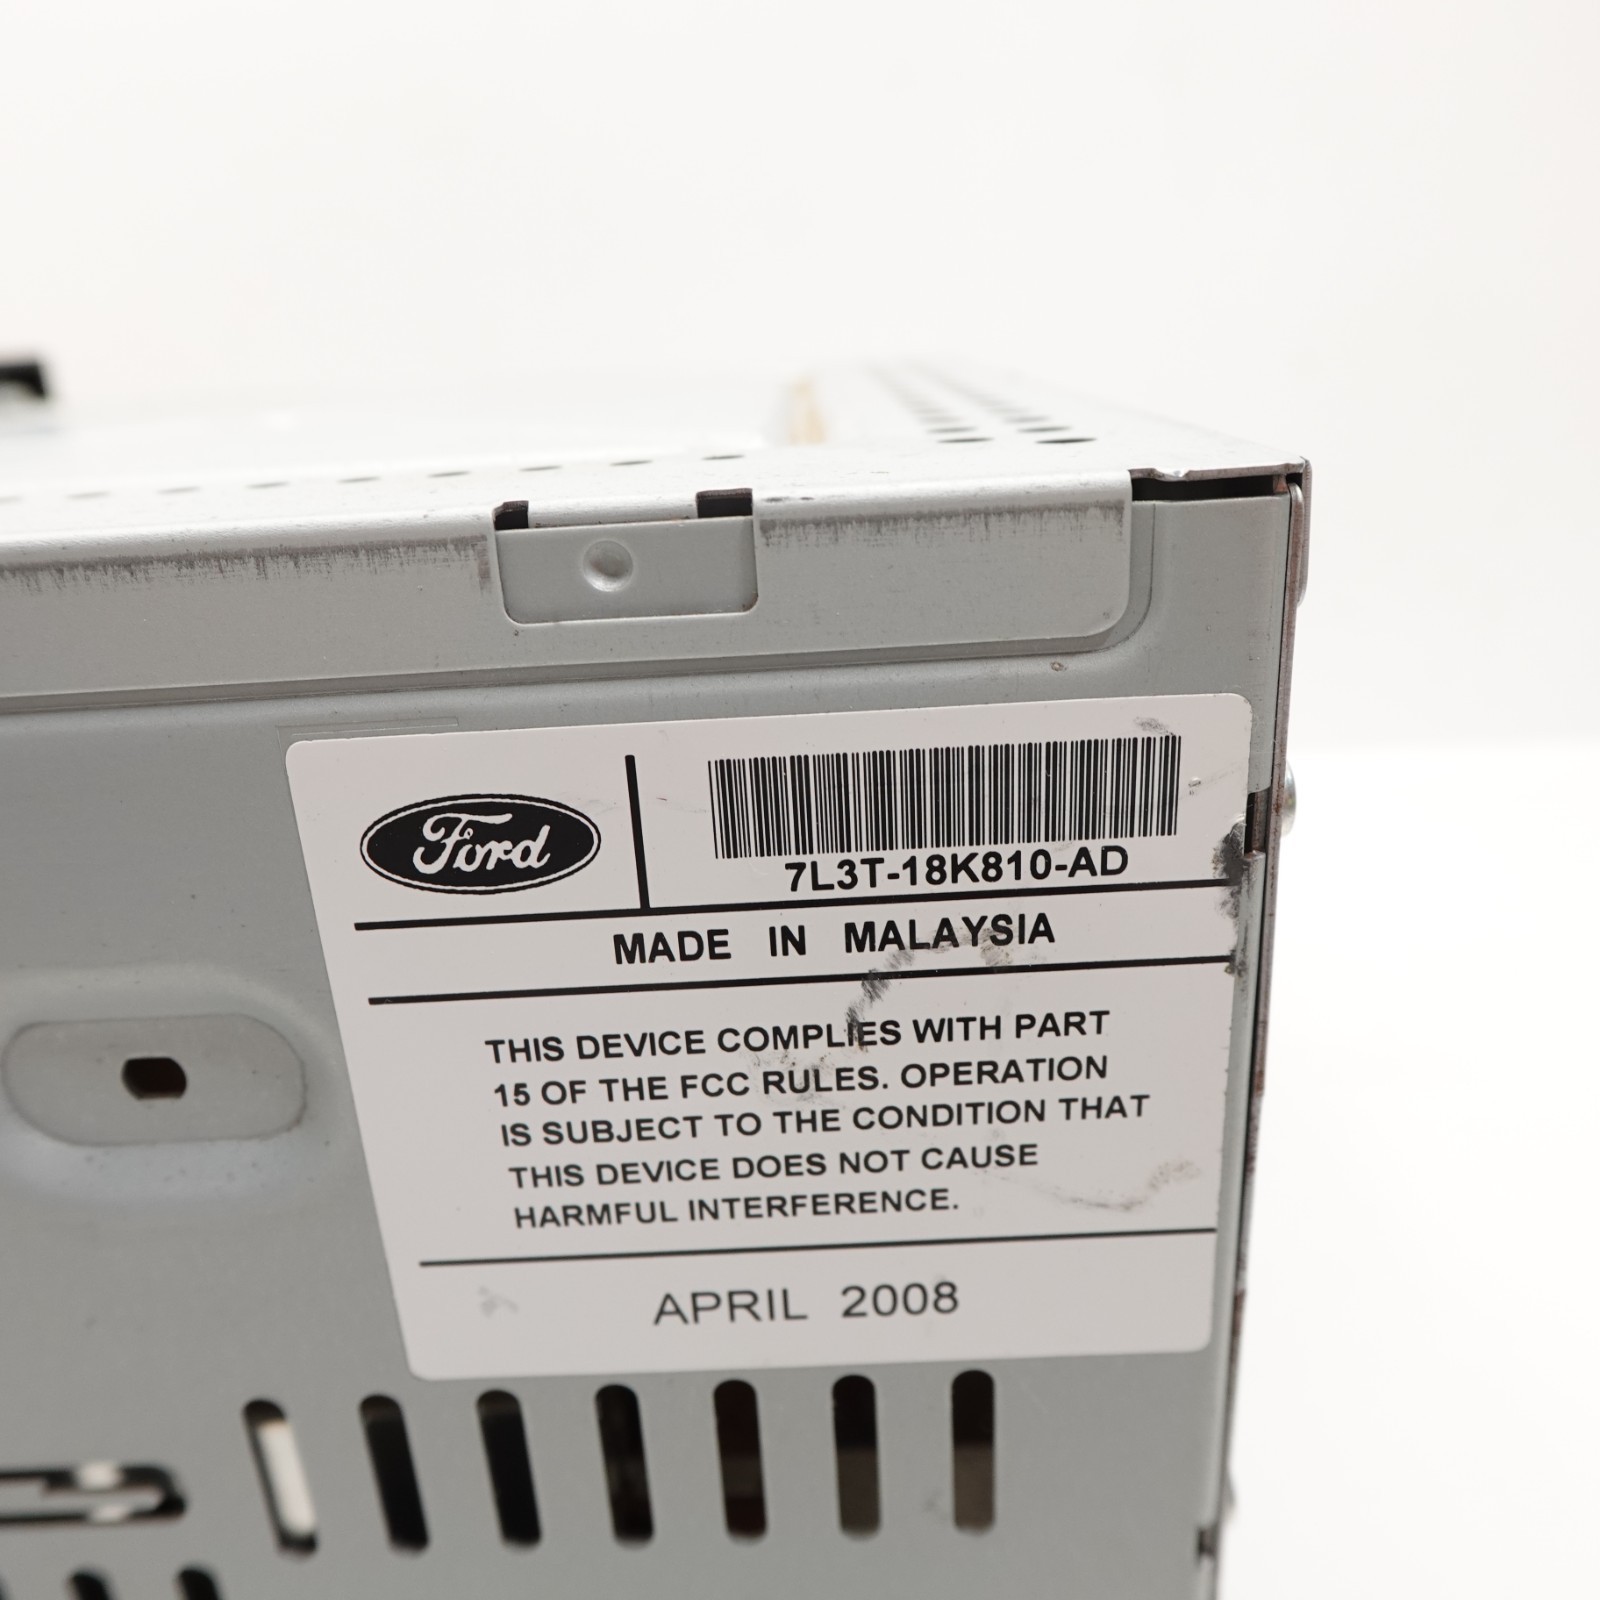 Ford
7L3T-18K810-AD
MADE IN MALAYSIA
THIS DEVICE COMPLIES WITH PART
15 OF THE FCC RULES. OPERATION
IS SUBJECT TO THE CONDITION THAT
THIS DEVICE DOES NOT CAUSE
HARMFUL INTERFERENCE.
APRIL 2008